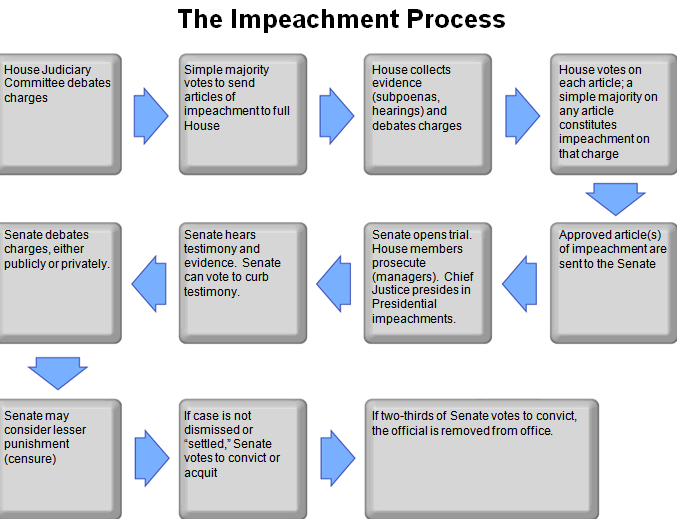 The Impeachment Process
House Judiciary
Committee debates
charges
Simple majority
votes to send
articles of
impeachment to full
House
House collects
evidence
(subpoenas,
hearings) and
debates charges
House votes on
each article; a
simple majority on
any article
constitutes
impeachment on
that charge
Approved article(s)
of impeachment are
sent to the Senate
Senate opens trial.
House members
prosecute
(managers). Chief
Justice presides in
Presidential
impeachments.
Senate hears
testimony and
evidence. Senate
can vote to curb
testimony.
Senate debates
charges, either
publicly or privately.
Senate may
consider lesser
punishment
(censure)
If case is not
dismissed or
“settled,” Senate
votes to convict or
acquit
If two-thirds of Senate votes to convict,
the official is removed from office.